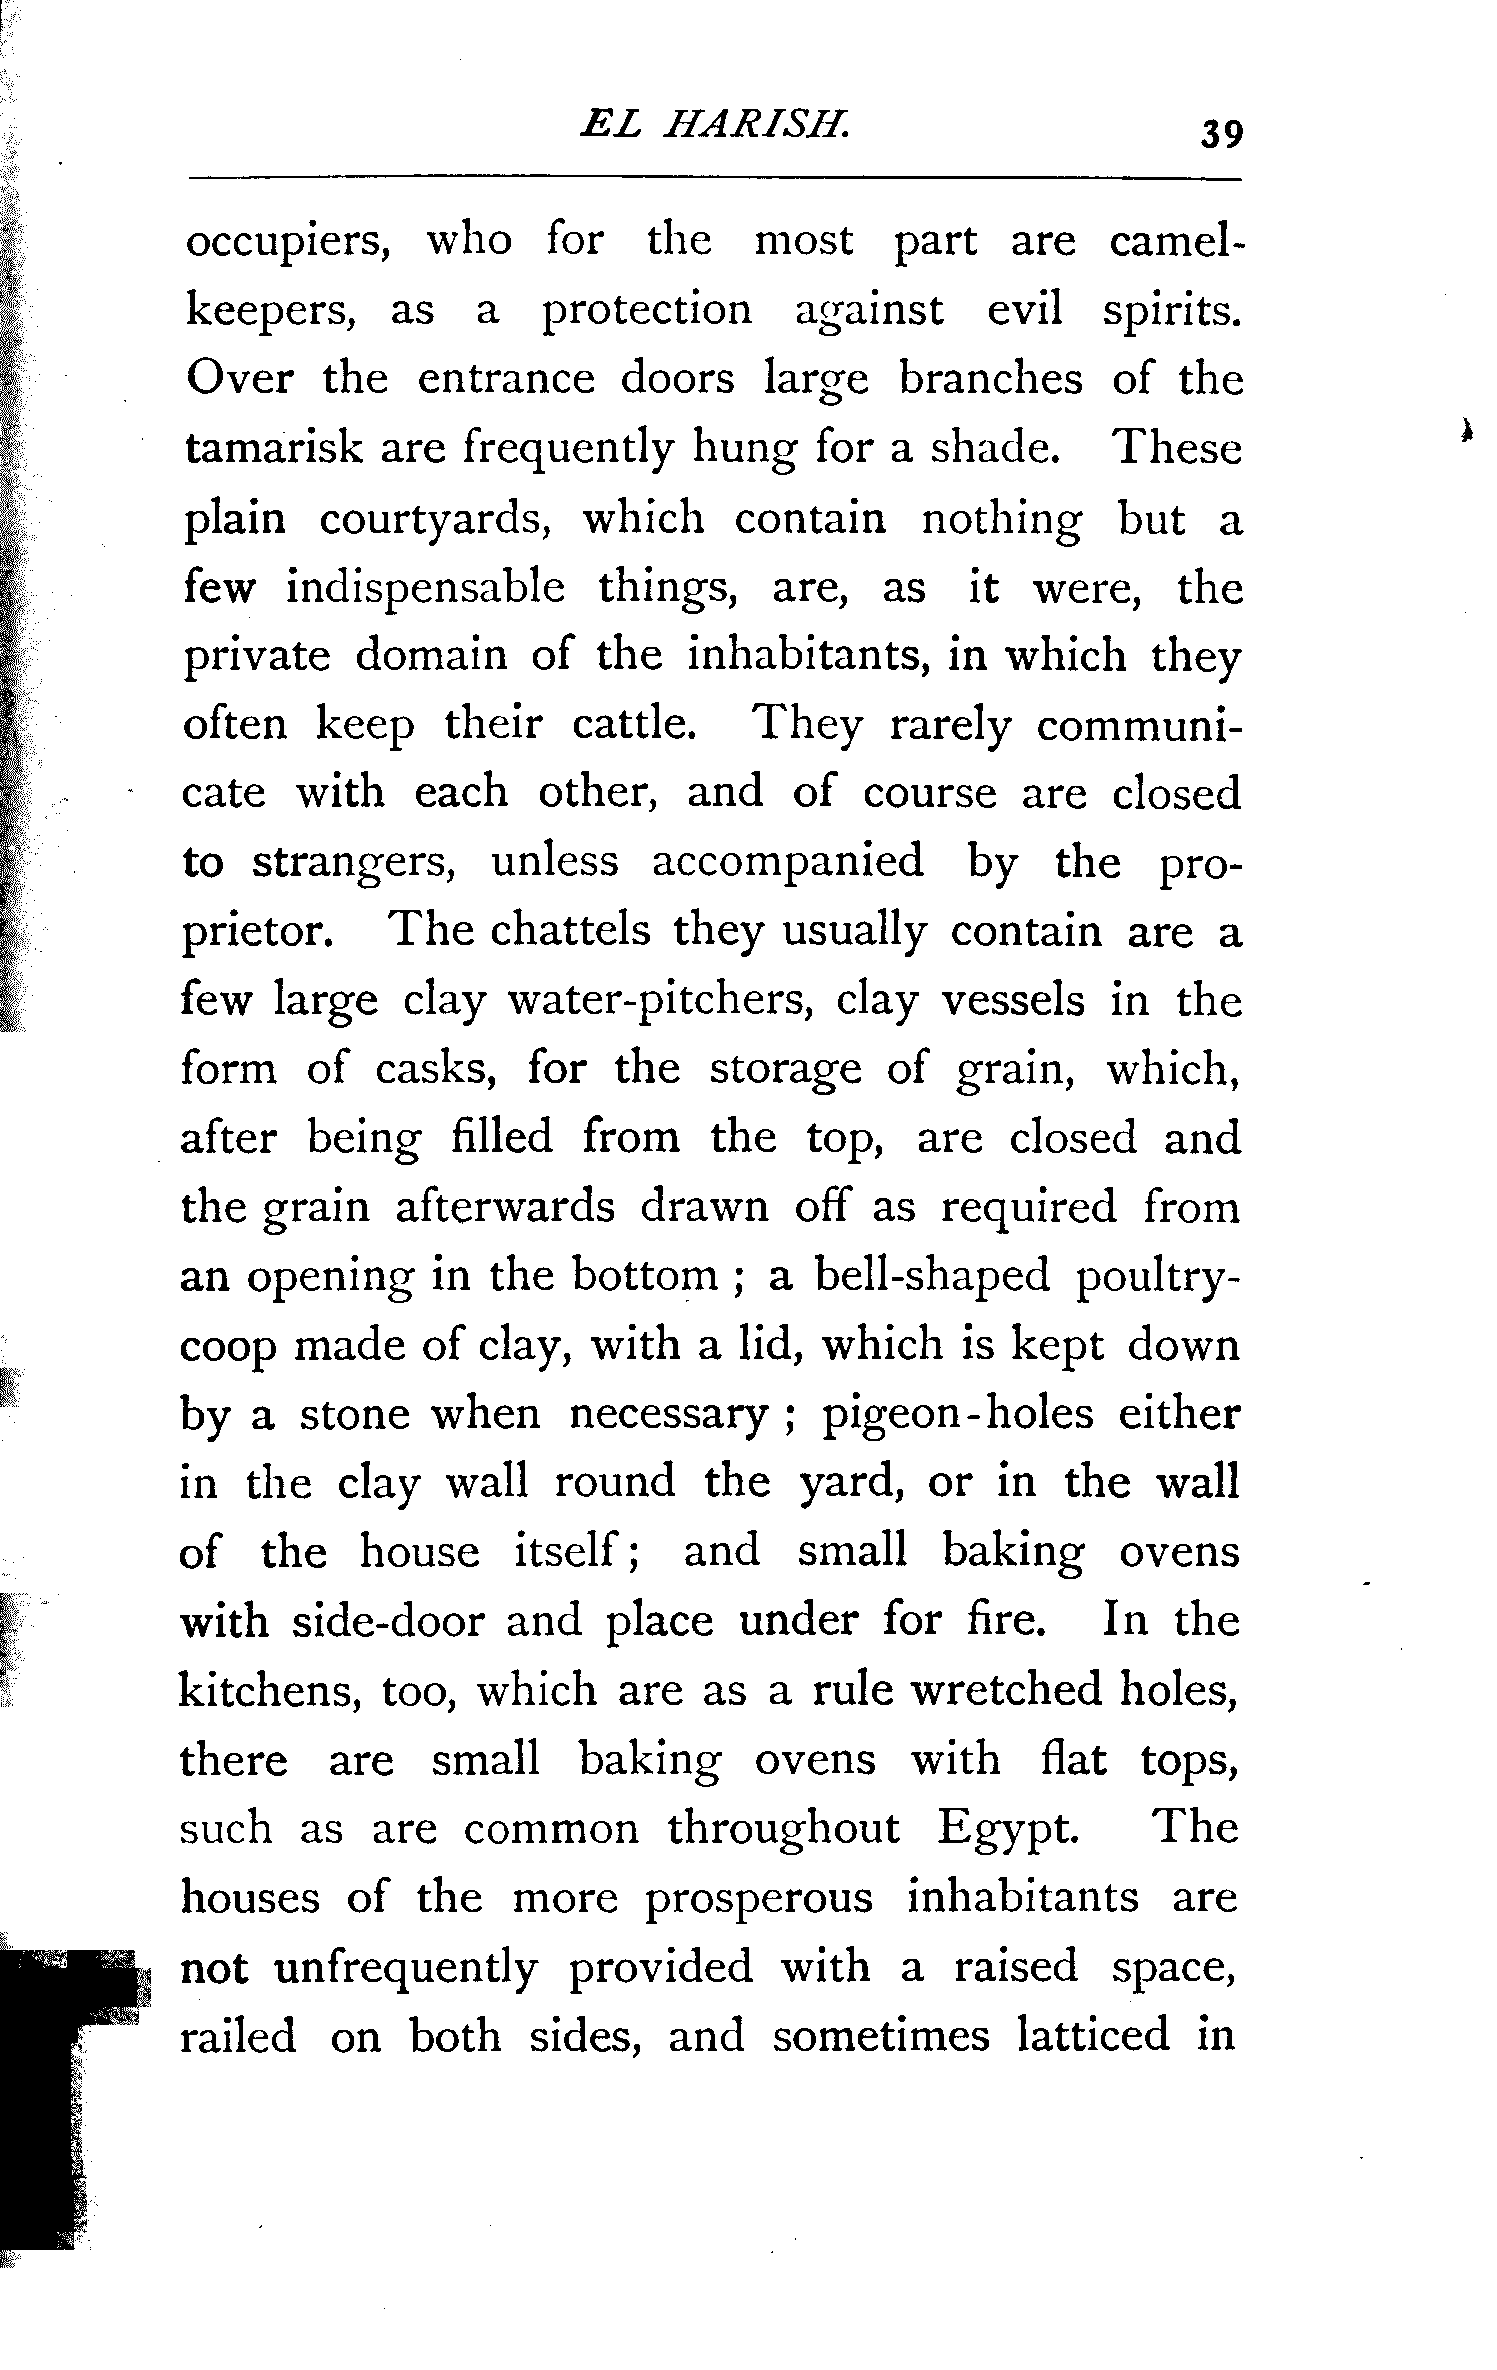 EL HARISH. 39
occupiers, who for the most part are camel-
keepers, as a protection against evil spirits.
Over the entrance doors large branches of the
tamarisk are frequently hung for a shade. These
plain courtyards, which contain nothing but a
few indispensable things, are, as it were, the
private domain of the inhabitants, in which they
often keep their cattle. They rarely communi-
cate with each other, and of course are closed
to strangers, unless accompanied by the pro-
prietor. The chattels they usually contain are a
few large clay water-pitchers, clay vessels in the
form of casks, for the storage of grain, which,
after being filled from the top, are closed and
the grain afterwards drawn off as required from
an opening in the bottom ; a bell-shaped poultry-
coop made of clay, with a lid, which is kept down
by a stone when necessary ; pigeon-holes either
in the clay wall round the yard, or in the wall
of the house itself ; and small baking ovens
with side-door and place under for fire. In the
kitchens, too, which are as a rule wretched holes,
there are small baking ovens with flat tops,
such as are common throughout Egypt. The
houses of the more prosperous inhabitants are
not unfrequently provided with a raised space,
railed on both sides, and sometimes latticed in